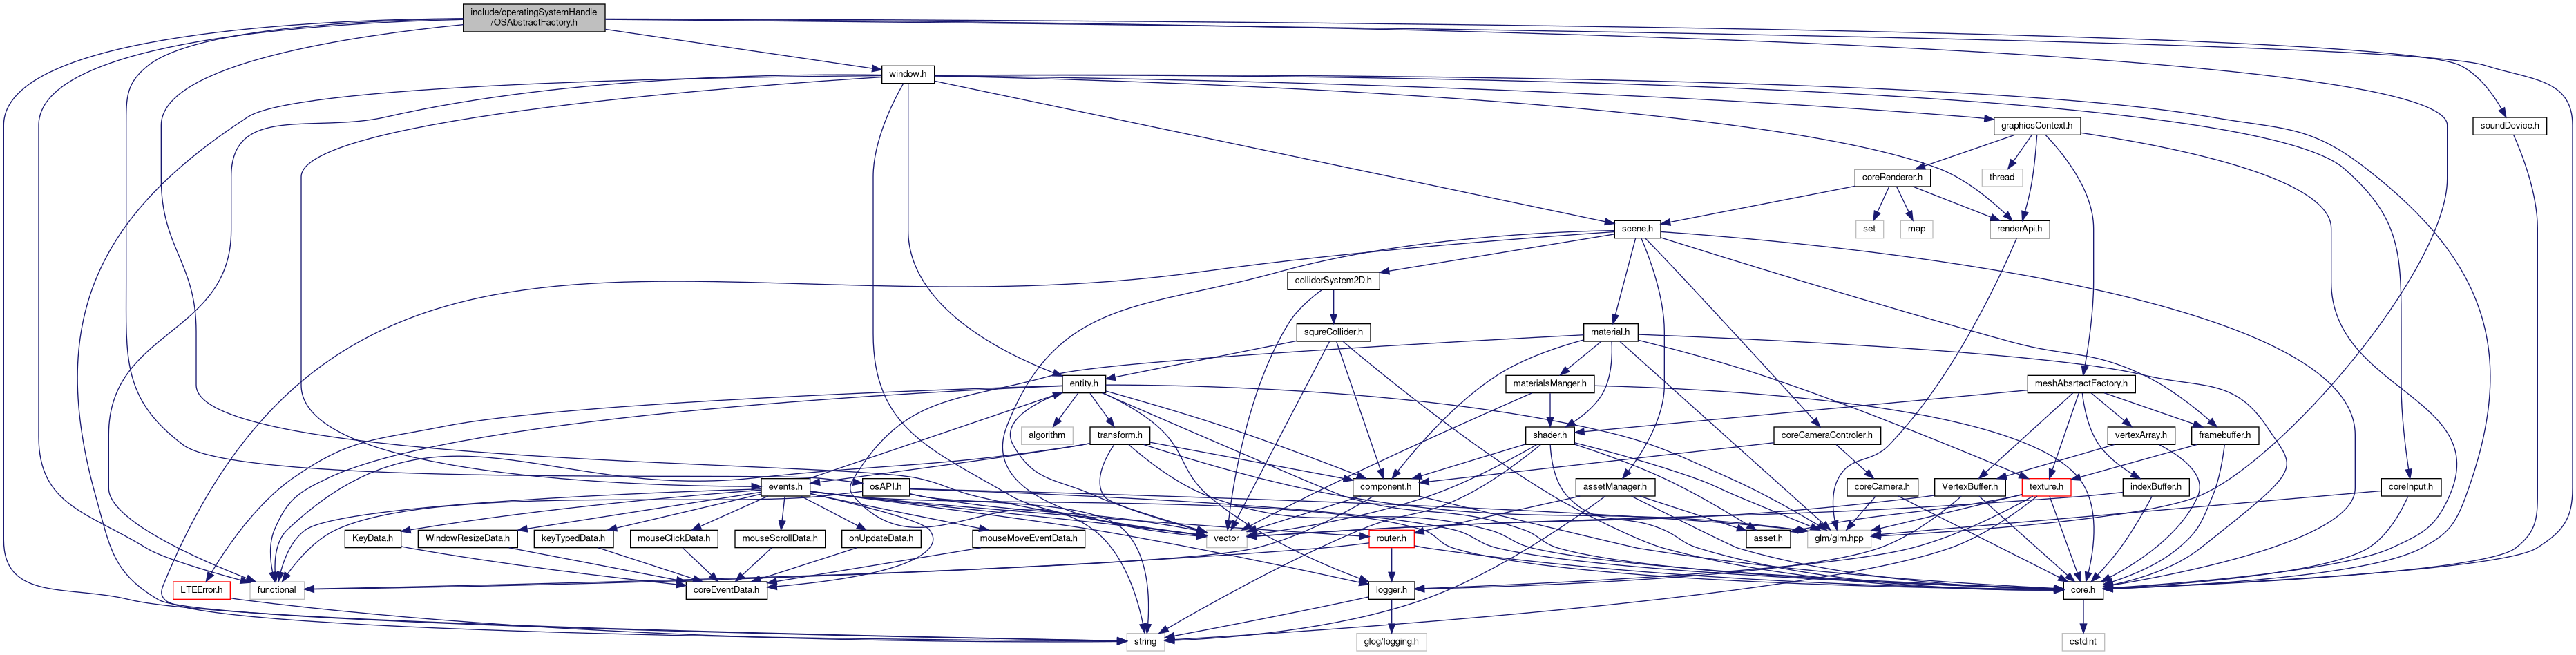 include/operatingSystemHandle
/OSAbstractFactory.h
window.h
graphicsContext.h
soundDevice.h
coreRenderer.h
thread
set
map
scene.h
renderApi.h
colliderSystem2D.h
squreCollider.h
material.h
entity.h
materialsManger.h
meshAbsrtactFactory.h
algorithm
transform.h
shader.h
coreCameraControler.h
vertexArray.h
framebuffer.h
events.h
osAPI.h
component.h
assetManager.h
coreCamera.h
VertexBuffer.h
texture.h
indexBuffer.h
coreInput.h
KeyData.h
WindowResizeData.h
keyTypedData.h
mouseClickData.h
mouseScrollData.h
onUpdateData.h
mouseMoveEventData.h
vector
router.h
asset.h
glm/glm.hpp
LTEError.h
functional
coreEventData.h
logger.h
core.h
string
glog/logging.h
cstdint